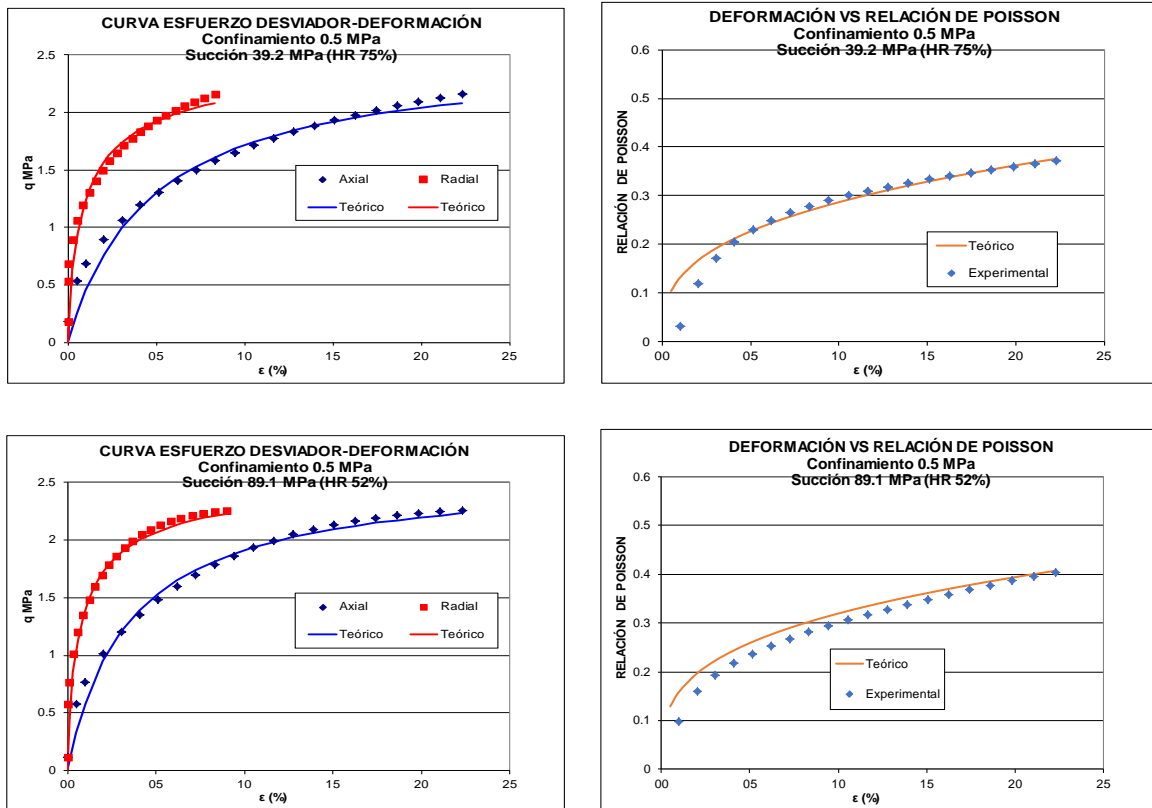 CURVA ESFUERZO DESVIADOR-DEFORMACIÓN
Confinamiento 0.5 MPa
Succión 39.2 MPa (HR 75%)
2.5
2
1.5
1
0.5
0
q MPa
Axial
Radial
Teórico
Teórico
00
05
10
15
20
25
ε (%)
DEFORMACIÓN VS RELACIÓN DE POISSON
Confinamiento 0.5 MPa
Succión 39.2 MPa (HR 75%)
0.6
0.5
0.4
0.3
0.2
0.1
0
RELACIÓN DE POISSON
Teórico
Experimental
00
05
10
15
20
25
ε (%)
CURVA ESFUERZO DESVIADOR-DEFORMACIÓN
Confinamiento 0.5 MPa
Succión 89.1 MPa (HR 52%)
2.5
2
1.5
1
0.5
0
q MPa
Axial
Radial
Teórico
Teórico
00
05
10
15
20
25
ε (%)
DEFORMACIÓN VS RELACIÓN DE POISSON
Confinamiento 0.5 MPa
Succión 89.1 MPa (HR 52%)
0.6
0.5
0.4
0.3
0.2
0.1
0
RELACIÓN DE POISSON
Teórico
Experimental
00
05
10
15
20
25
ε (%)